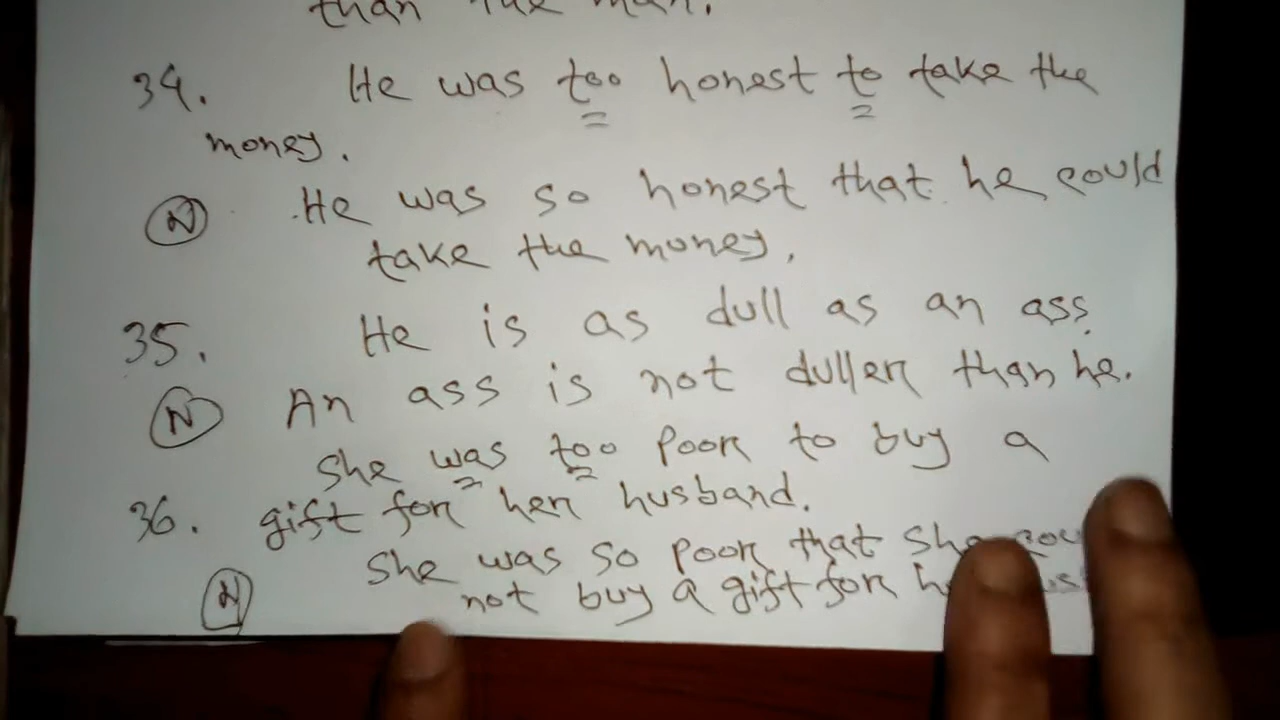 than the man.
34. He was too honest to take the
money.
N He was so honest that he could
take the money.
35. He is as dull as an ass.
N An ass is not duller than he.
She was too poor to buy a
36. gift for her husband.
She was so poor that she
N not buy a gift for